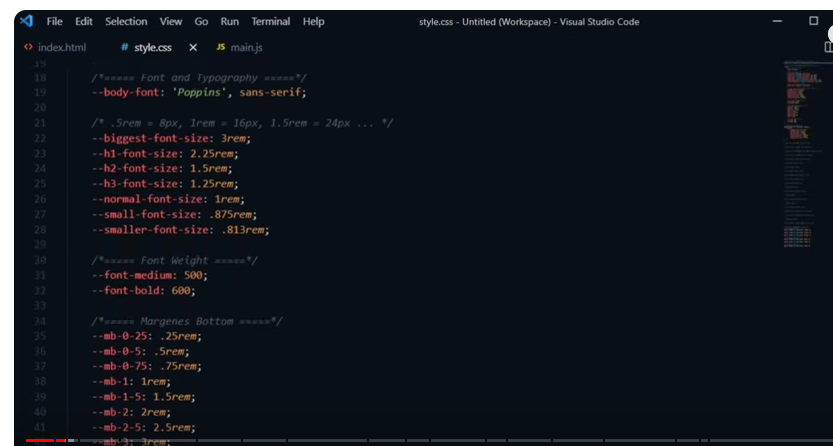 File Edit Selection View Go Run Terminal Help style.css - Untitled (Workspace) - Visual Studio Code
<> index.html # style.css × JS main.js
18 /*===== Font and Typography =====*/
19 --body-font: 'Poppins', sans-serif;
20
21 /* .5rem = 8px, 1rem = 16px, 1.5rem = 24px ... */
22 --biggest-font-size: 3rem;
23 --h1-font-size: 2.25rem;
24 --h2-font-size: 1.5rem;
25 --h3-font-size: 1.25rem;
26 --normal-font-size: 1rem;
27 --small-font-size: .875rem;
28 --smaller-font-size: .813rem;
29
30 /*===== Font Weight =====*/
31 --font-medium: 500;
32 --font-bold: 600;
33
34 /*===== Margenes Bottom =====*/
35 --mb-0-25: .25rem;
36 --mb-0-5: .5rem;
37 --mb-0-75: .75rem;
38 --mb-1: 1rem;
39 --mb-1-5: 1.5rem;
40 --mb-2: 2rem;
41 --mb-2-5: 2.5rem;
--mb-3: 3rem;